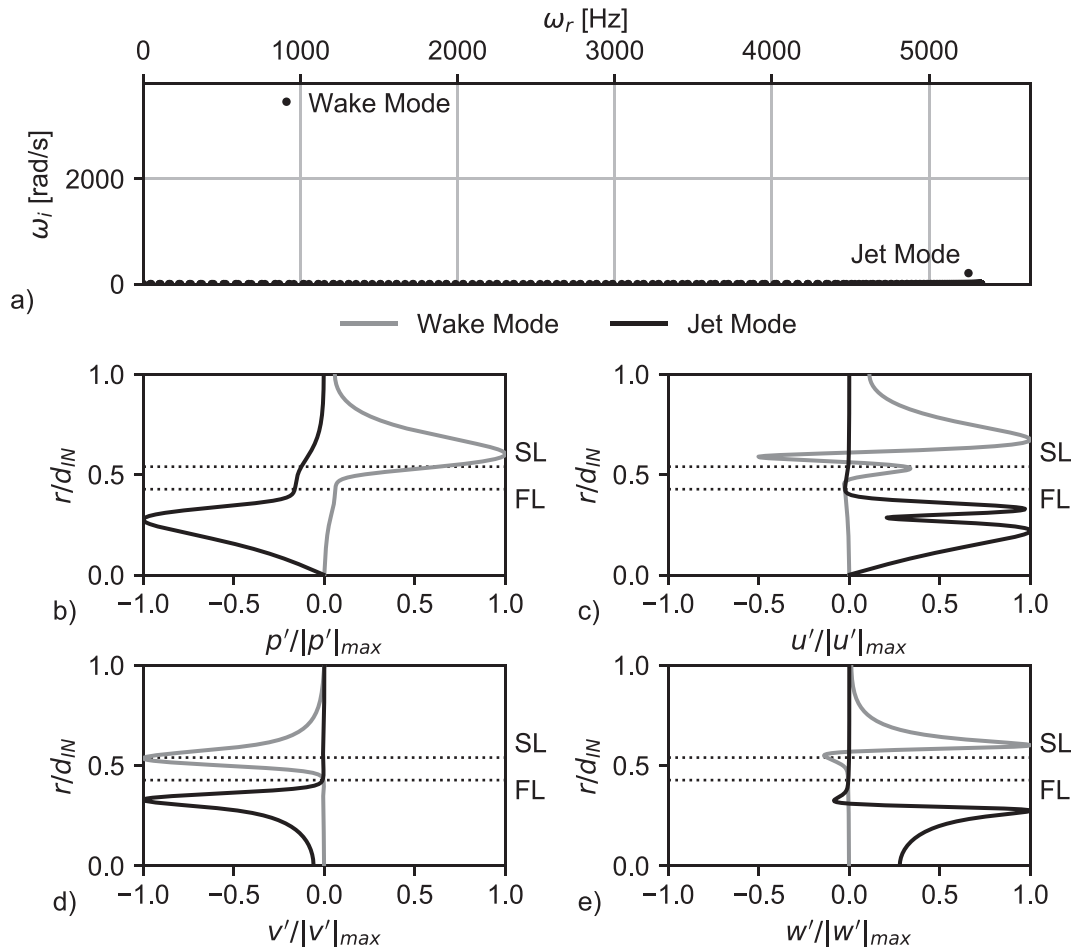 ω_r [Hz]
0 1000 2000 3000 4000 5000
Wake Mode
2000
ω_i [rad/s]
Jet Mode
0
a)
Wake Mode Jet Mode
1.0 1.0
SL SL
r/d_IN 0.5 r/d_IN 0.5
FL FL
0.0 0.0
b) −1.0 −0.5 0.0 0.5 1.0 c) −1.0 −0.5 0.0 0.5 1.0
p′/|p′|_max u′/|u′|_max
1.0 1.0
SL SL
r/d_IN 0.5 r/d_IN 0.5
FL FL
0.0 0.0
d) −1.0 −0.5 0.0 0.5 1.0 e) −1.0 −0.5 0.0 0.5 1.0
v′/|v′|_max w′/|w′|_max